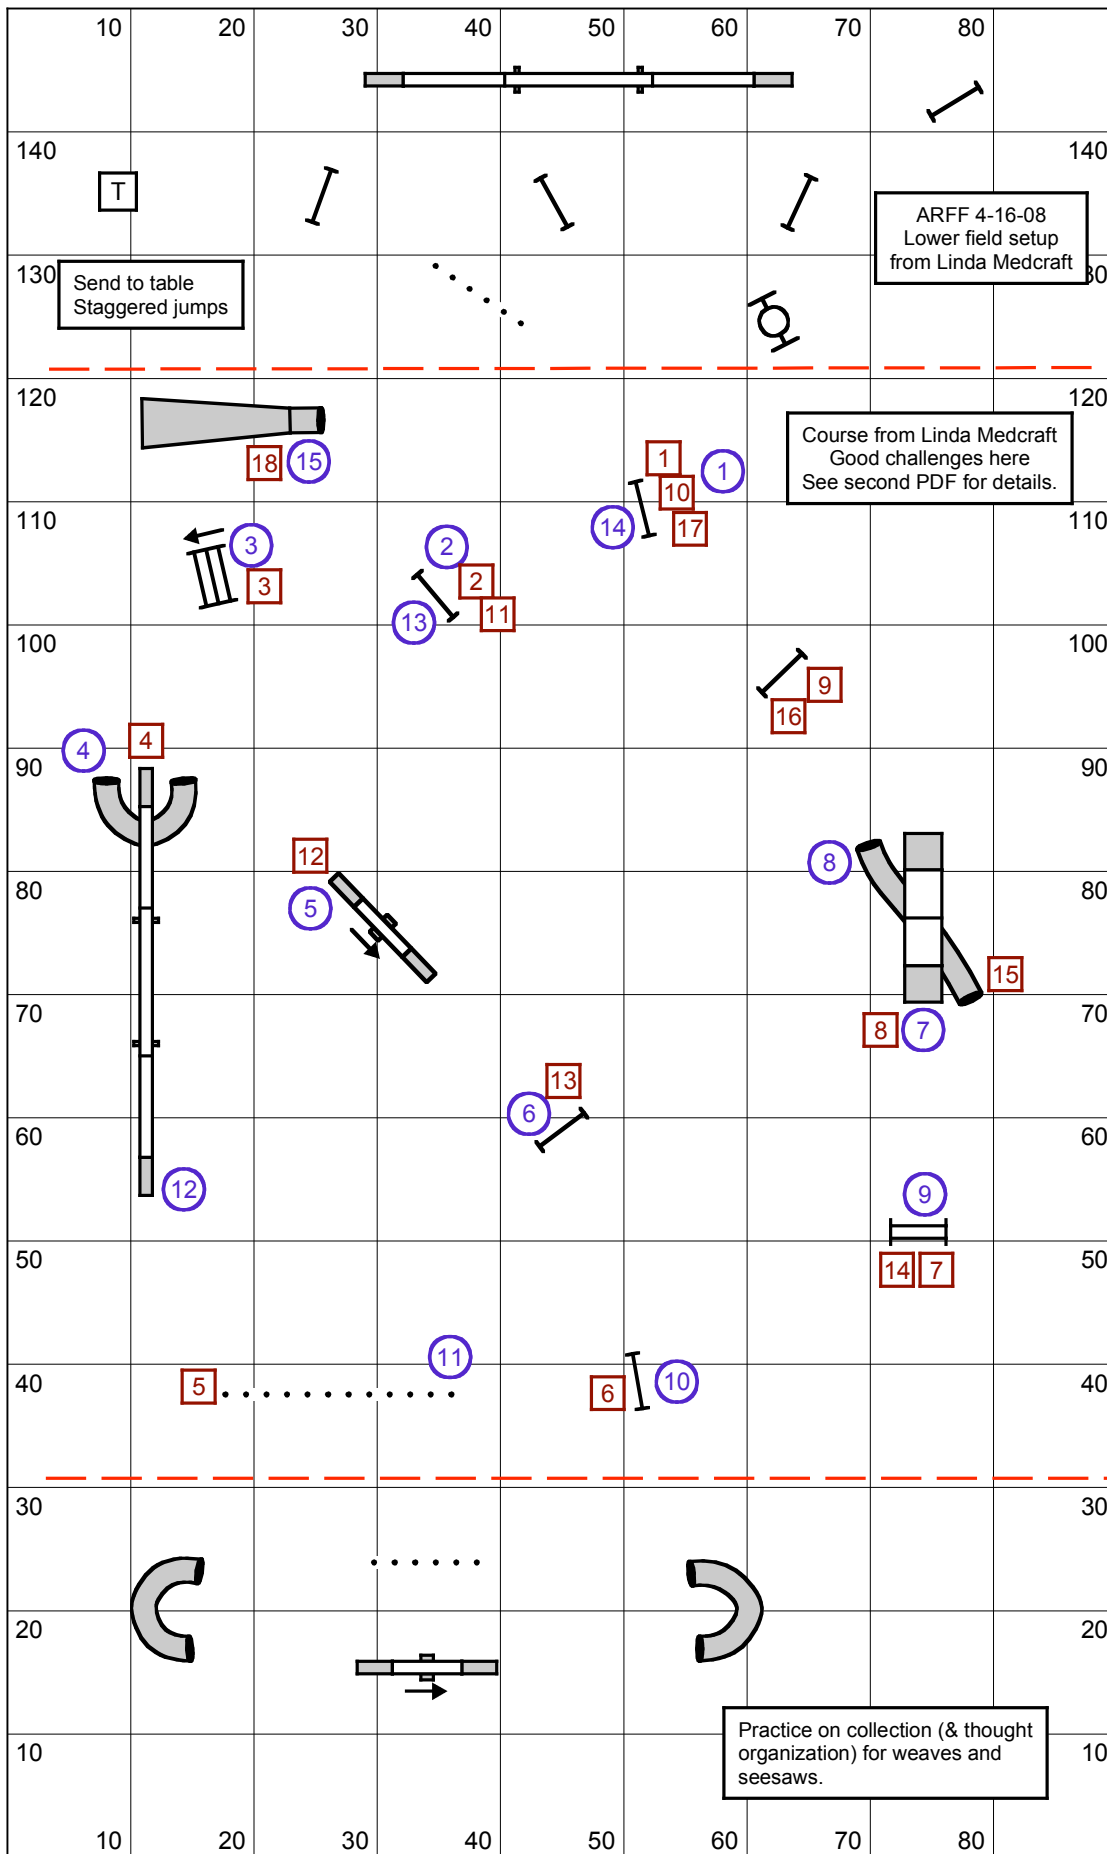 10 20 30 40 50 60 70 80
140 140
T
ARFF 4-16-08
Lower field setup
from Linda Medcraft
130 30
Send to table
Staggered jumps
120 120
Course from Linda Medcraft
Good challenges here
See second PDF for details.
18 15
1 1
10
14 17
110 110
3 2
3 2
13 11
100 100
9
16
4 4
90 90
12 8
5
80 80
15
70 70
8 7
13
6
60 60
12 9
50 50
14 7
11
5 6 10
40 40
30 30
20 20
Practice on collection (& thought
organization) for weaves and
seesaws.
10 10
10 20 30 40 50 60 70 80